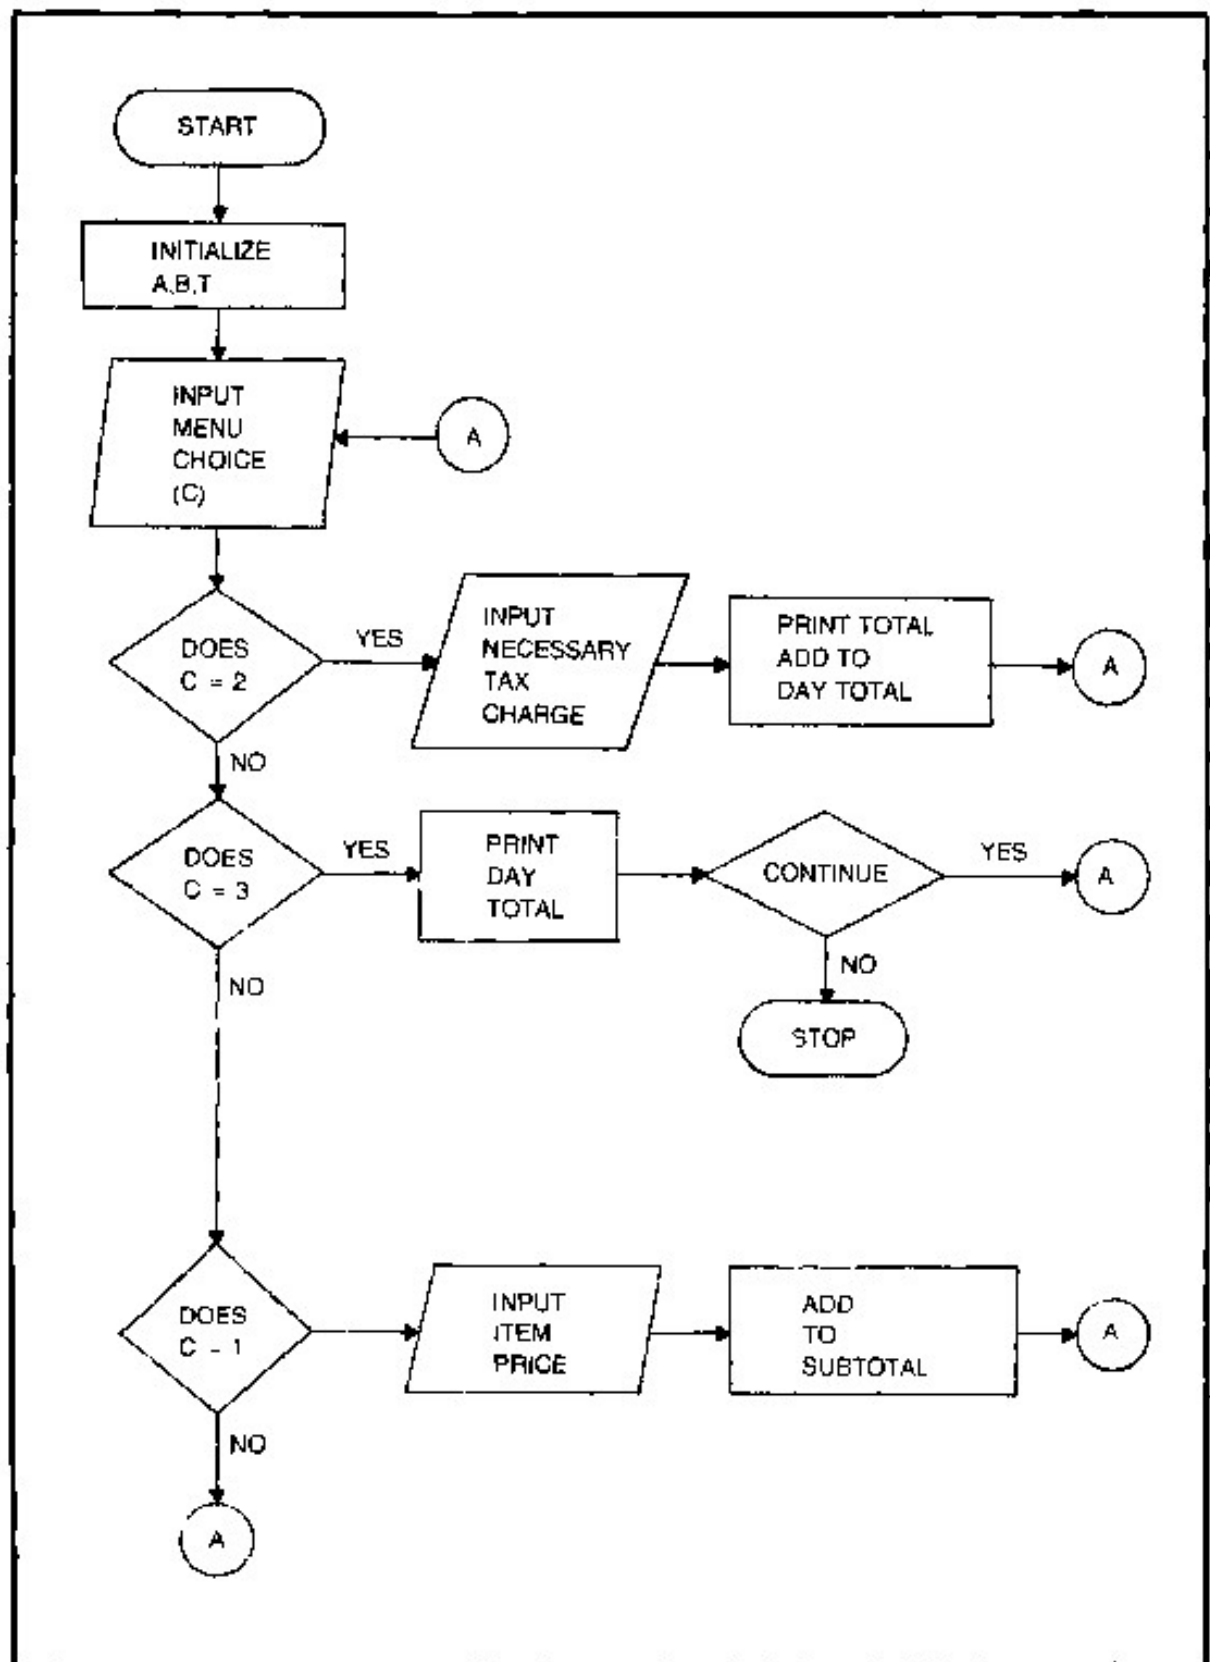 START
INITIALIZE
A,B,T
INPUT
MENU
CHOICE
(C)
A
DOES
C = 2
YES
INPUT
NECESSARY
TAX
CHARGE
PRINT TOTAL
ADD TO
DAY TOTAL
A
NO
DOES
C = 3
YES
PRINT
DAY
TOTAL
CONTINUE
YES
A
NO
STOP
NO
DOES
C - 1
INPUT
ITEM
PRICE
ADD
TO
SUBTOTAL
A
NO
A